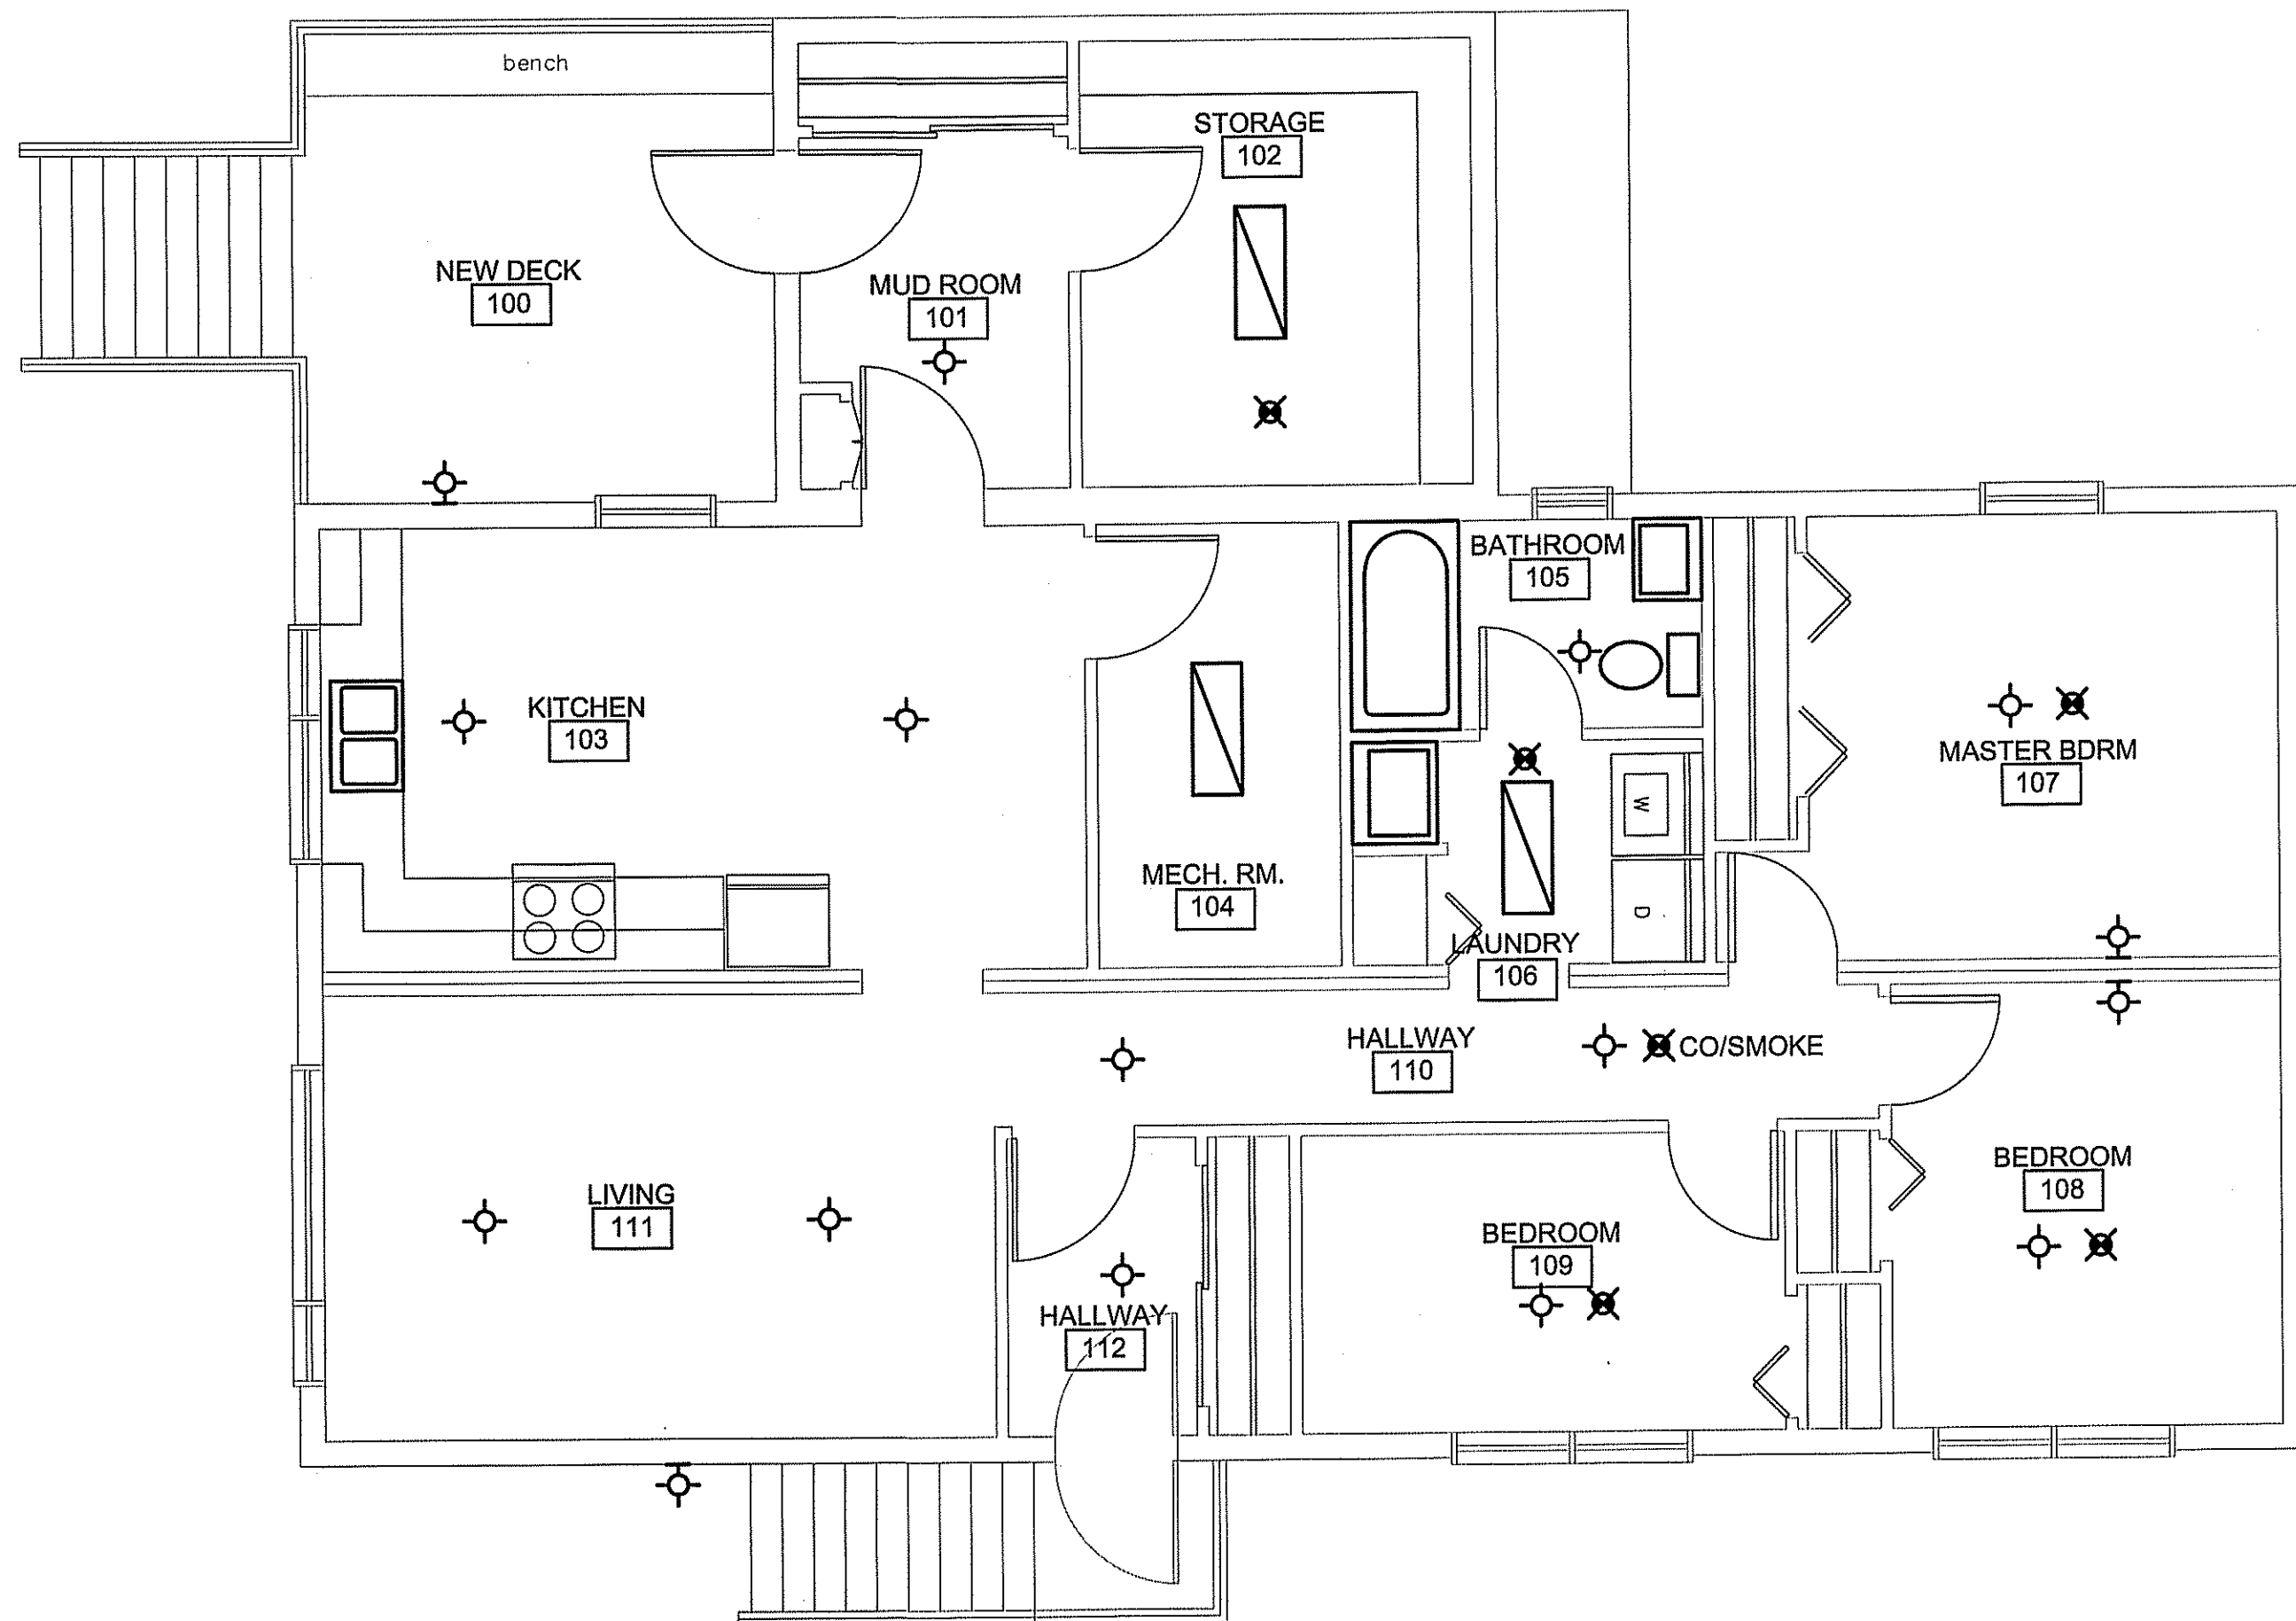 bench
STORAGE
102
NEW DECK
100
MUD ROOM
101
BATHROOM
105
KITCHEN
103
MASTER BDRM
107
W
MECH. RM.
104
D
LAUNDRY
106
HALLWAY
110
CO/SMOKE
BEDROOM
108
LIVING
111
BEDROOM
109
HALLWAY
112